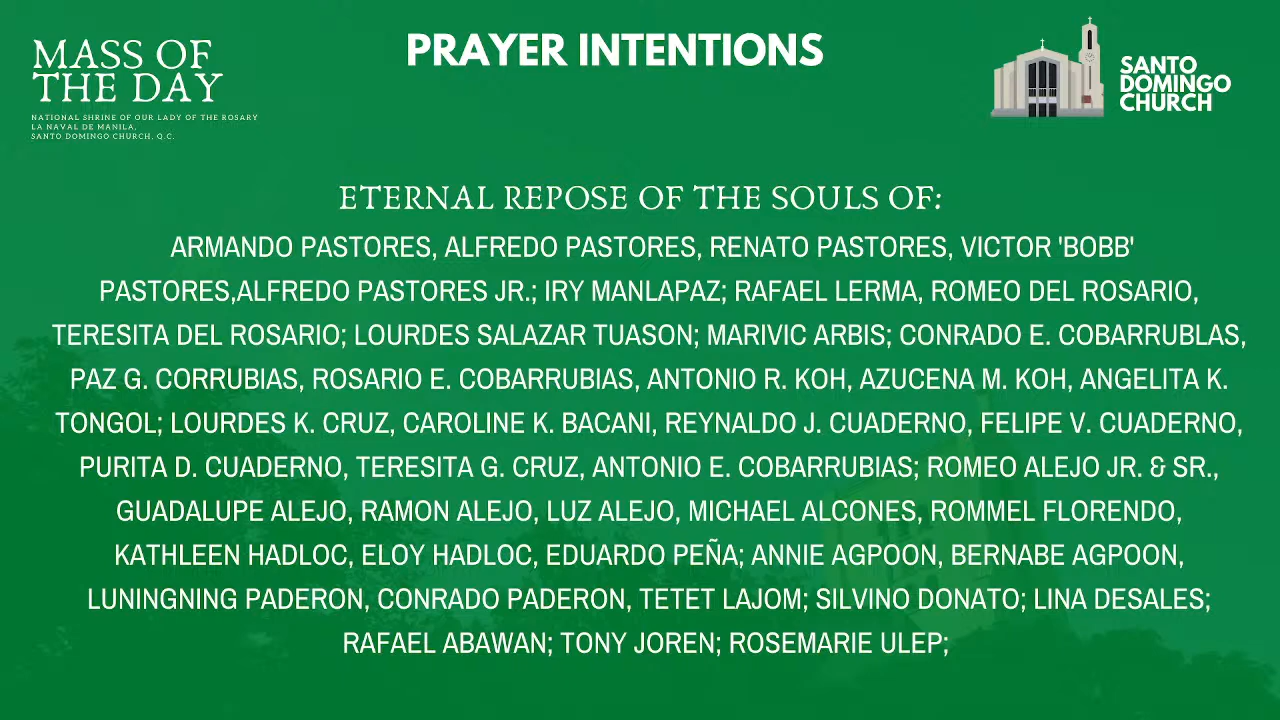 MASS OF
THE DAY
NATIONAL SHRINE OF OUR LADY OF THE ROSARY
LA NAVAL DE MANILA,
SANTO DOMINGO CHURCH, Q.C.
PRAYER INTENTIONS
SANTO
DOMINGO
CHURCH
ETERNAL REPOSE OF THE SOULS OF:
ARMANDO PASTORES, ALFREDO PASTORES, RENATO PASTORES, VICTOR 'BOBB'
PASTORES,ALFREDO PASTORES JR.; IRY MANLAPAZ; RAFAEL LERMA, ROMEO DEL ROSARIO,
TERESITA DEL ROSARIO; LOURDES SALAZAR TUASON; MARIVIC ARBIS; CONRADO E. COBARRUBLAS,
PAZ G. CORRUBIAS, ROSARIO E. COBARRUBIAS, ANTONIO R. KOH, AZUCENA M. KOH, ANGELITA K.
TONGOL; LOURDES K. CRUZ, CAROLINE K. BACANI, REYNALDO J. CUADERNO, FELIPE V. CUADERNO,
PURITA D. CUADERNO, TERESITA G. CRUZ, ANTONIO E. COBARRUBIAS; ROMEO ALEJO JR. & SR.,
GUADALUPE ALEJO, RAMON ALEJO, LUZ ALEJO, MICHAEL ALCONES, ROMMEL FLORENDO,
KATHLEEN HADLOC, ELOY HADLOC, EDUARDO PEÑA; ANNIE AGPOON, BERNABE AGPOON,
LUNINGNING PADERON, CONRADO PADERON, TETET LAJOM; SILVINO DONATO; LINA DESALES;
RAFAEL ABAWAN; TONY JOREN; ROSEMARIE ULEP;